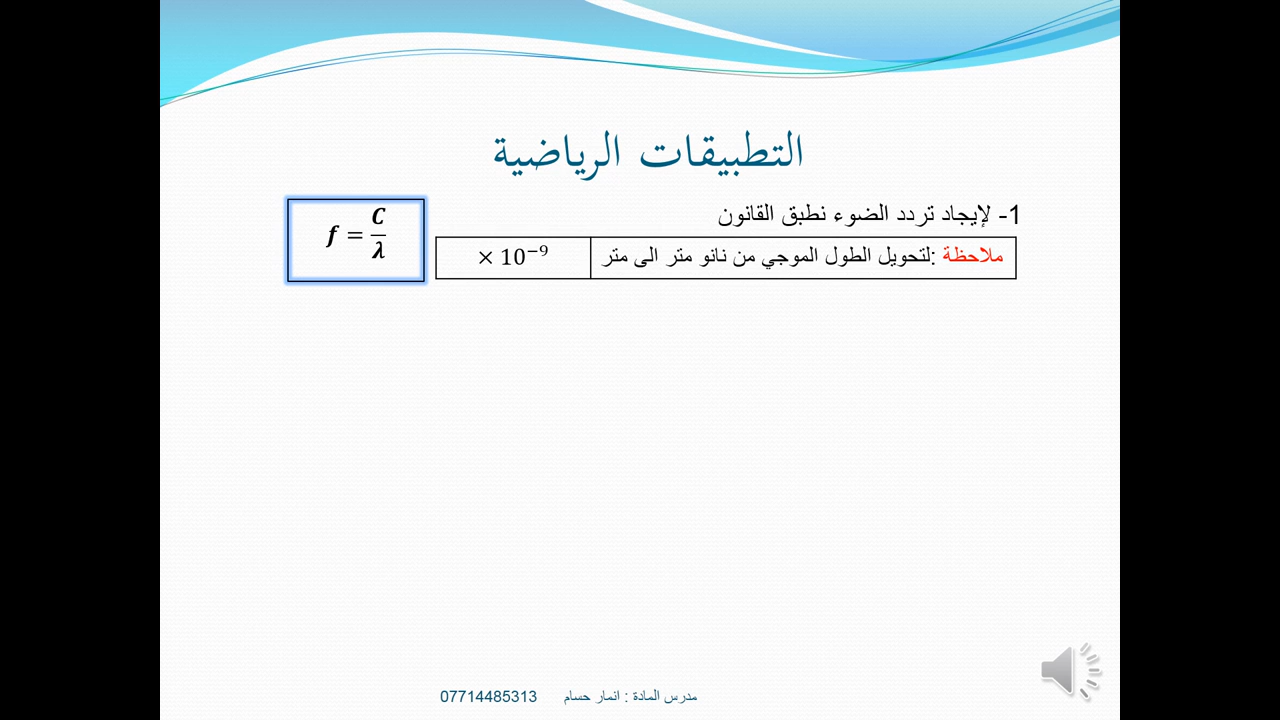 التطبيقات الرياضية
1- لإيجاد تردد الضوء نطبق القانون
f = C/λ
ملاحظة :لتحويل الطول الموجي من نانو متر الى متر
× 10⁻⁹
مدرس المادة : انمار حسام 07714485313